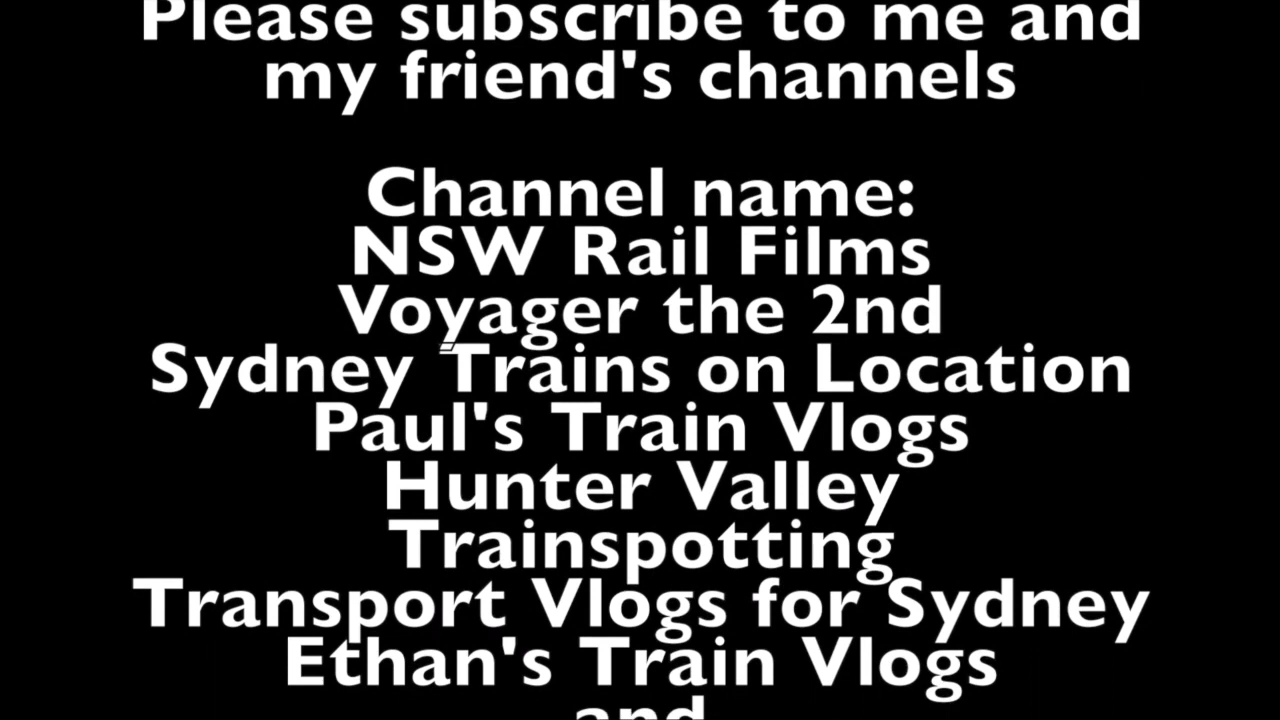 Please subscribe to me and
my friend's channels
Channel name:
NSW Rail Films
Voyager the 2nd
Sydney Trains on Location
Paul's Train Vlogs
Hunter Valley
Trainspotting
Transport Vlogs for Sydney
Ethan's Train Vlogs
and